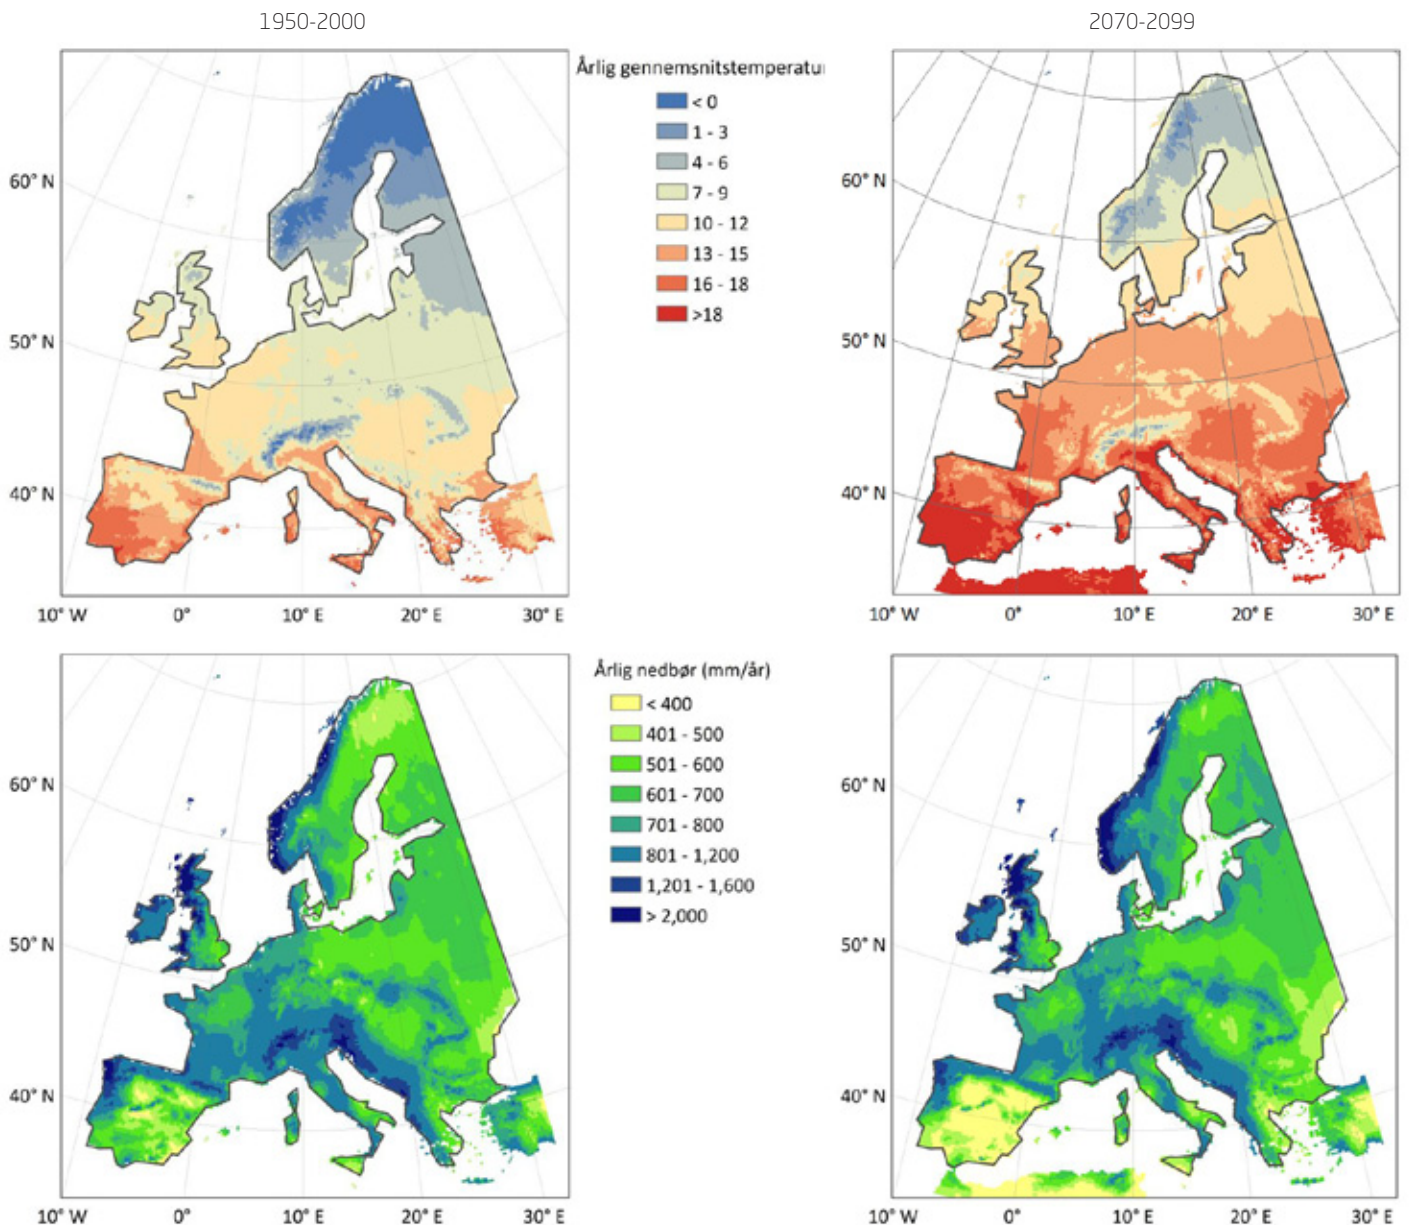 1950-2000
2070-2099
Årlig gennemsnitstemperatur
< 0
1 - 3
4 - 6
7 - 9
10 - 12
13 - 15
16 - 18
>18
60° N
50° N
40° N
10° W 0° 10° E 20° E 30° E
60° N
50° N
40° N
10° W 0° 10° E 20° E 30° E
Årlig nedbør (mm/år)
< 400
401 - 500
501 - 600
601 - 700
701 - 800
801 - 1,200
1,201 - 1,600
> 2,000
60° N
50° N
40° N
10° W 0° 10° E 20° E 30° E
60° N
50° N
40° N
10° W 0° 10° E 20° E 30° E